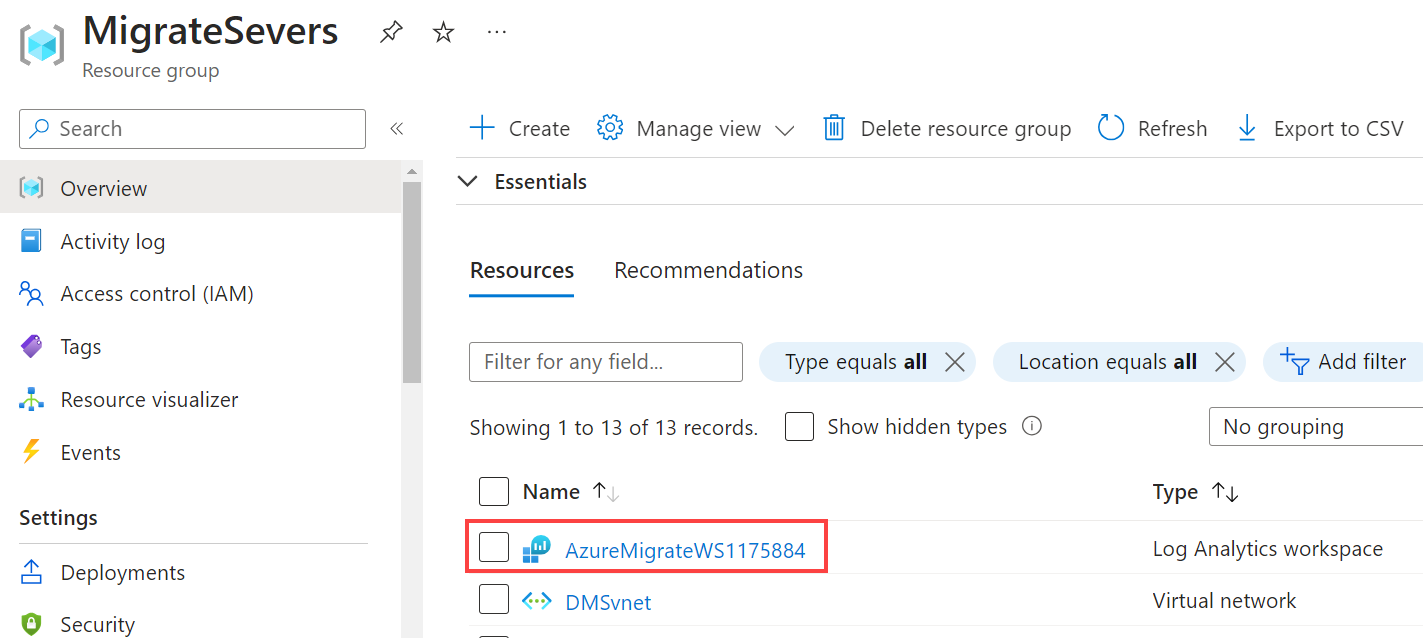 MigrateSevers
Resource group
Search
«
Overview
Activity log
Access control (IAM)
Tags
Resource visualizer
Events
Settings
Deployments
Security
Create
Manage view
Delete resource group
Refresh
Export to CSV
Essentials
Resources Recommendations
Filter for any field...
Type equals all
Location equals all
Add filter
Showing 1 to 13 of 13 records.
Show hidden types
No grouping
Name Type
AzureMigrateWS1175884 Log Analytics workspace
DMSvnet Virtual network